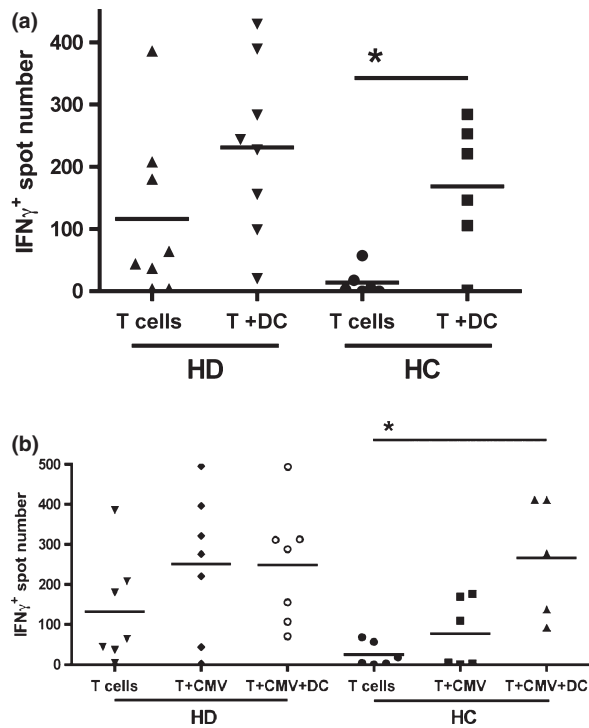 (a)
IFNγ+ spot number
400
300
200
100
0
*
T cells T +DC T cells T +DC
HD HC
(b)
IFNγ+ spot number
500
400
300
200
100
0
*
T cells T+CMV T+CMV+DC T cells T+CMV T+CMV+DC
HD HC